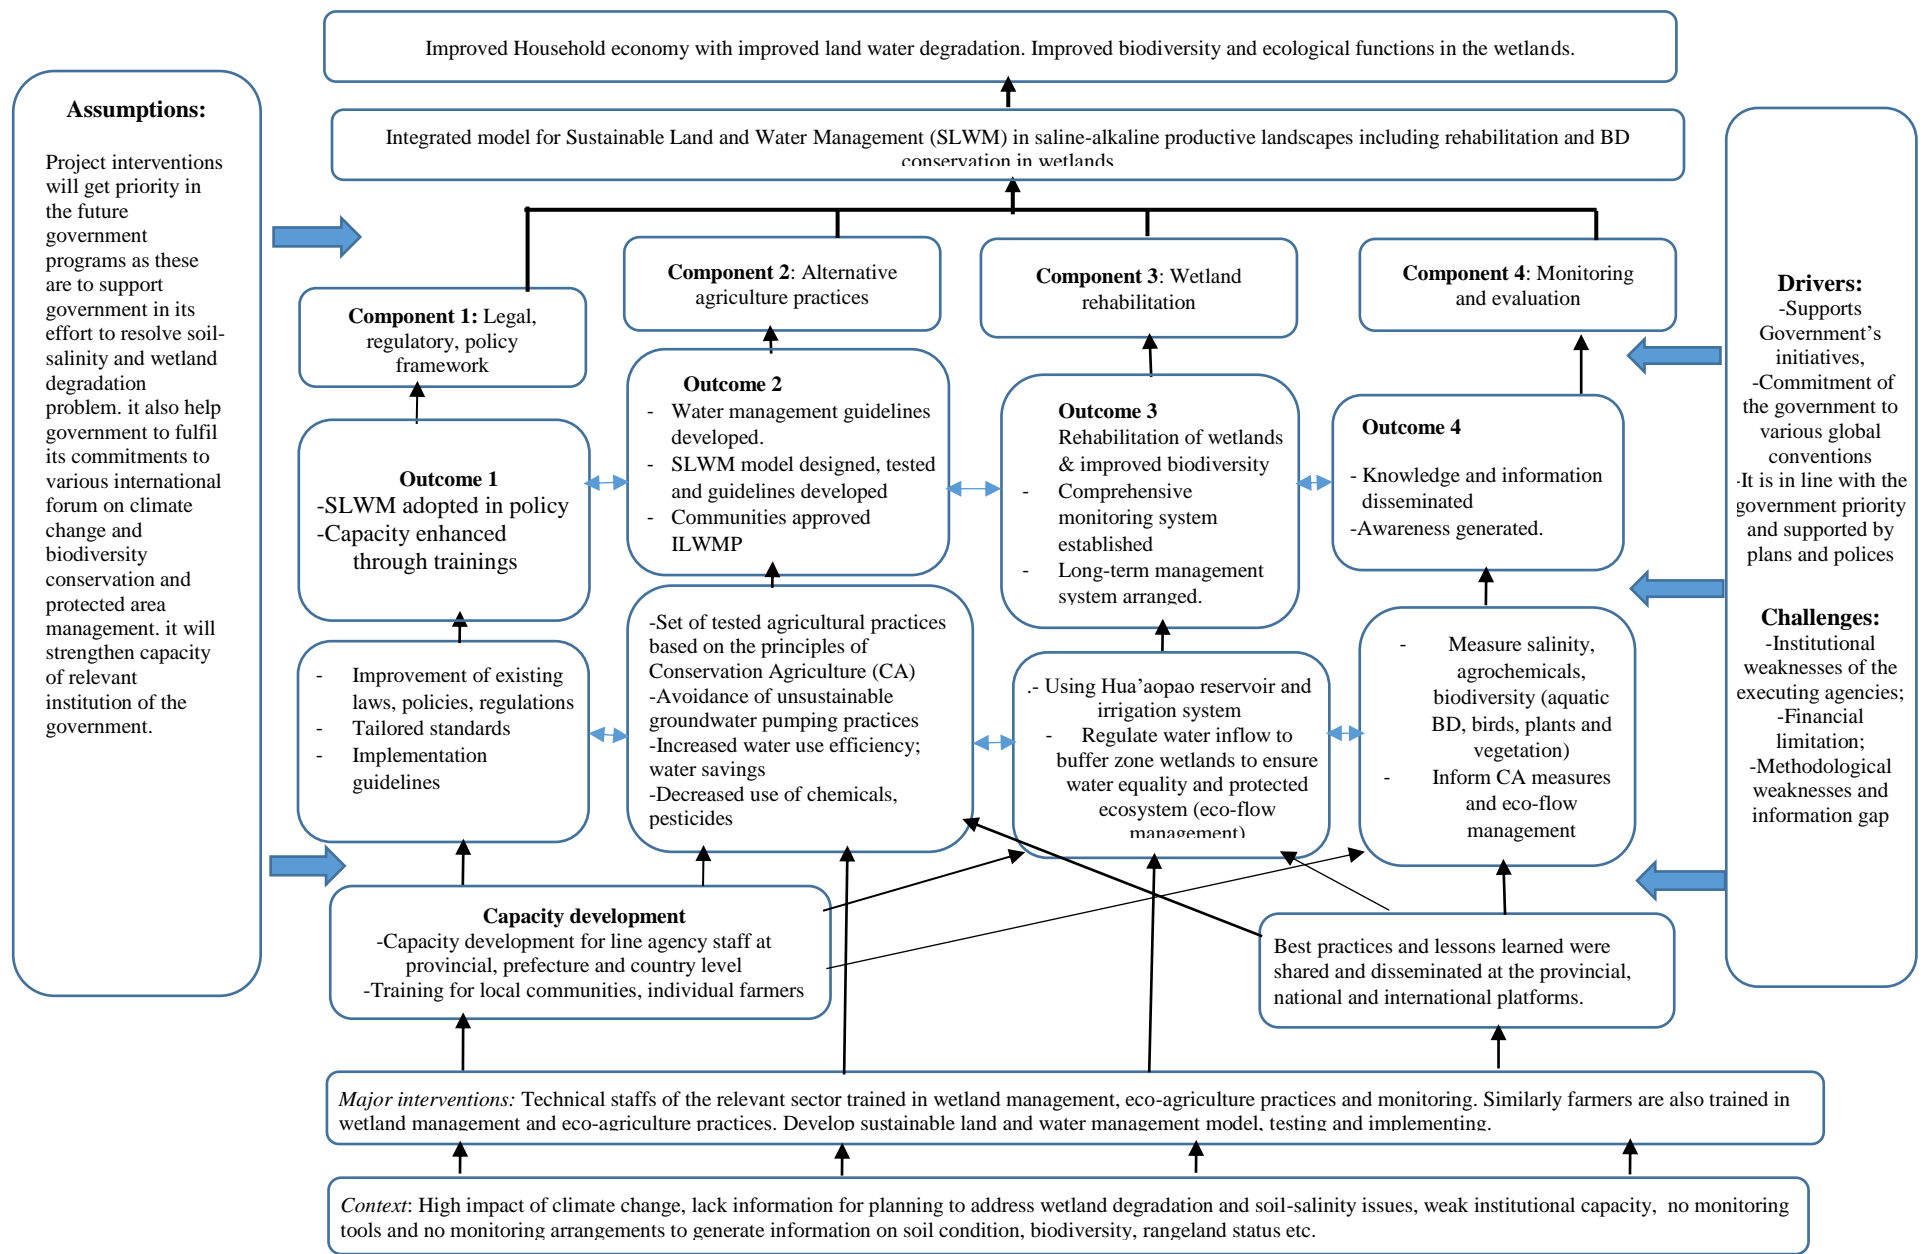 Improved Household economy with improved land water degradation. Improved biodiversity and ecological functions in the wetlands.
Integrated model for Sustainable Land and Water Management (SLWM) in saline-alkaline productive landscapes including rehabilitation and BD
conservation in wetlands
Assumptions:
Project interventions
will get priority in
the future
government
programs as these
are to support
government in its
effort to resolve soil-
salinity and wetland
degradation
problem. it also help
government to fulfil
its commitments to
various international
forum on climate
change and
biodiversity
conservation and
protected area
management. it will
strengthen capacity
of relevant
institution of the
government.
Component 1: Legal,
regulatory, policy
framework
Component 2: Alternative
agriculture practices
Component 3: Wetland
rehabilitation
Component 4: Monitoring
and evaluation
Outcome 1
-SLWM adopted in policy
-Capacity enhanced
through trainings
Outcome 2
- Water management guidelines
developed.
- SLWM model designed, tested
and guidelines developed
- Communities approved
ILWMP
Outcome 3
Rehabilitation of wetlands
& improved biodiversity
- Comprehensive
monitoring system
established
- Long-term management
system arranged.
Outcome 4
- Knowledge and information
disseminated
-Awareness generated.
- Improvement of existing
laws, policies, regulations
- Tailored standards
- Implementation
guidelines
-Set of tested agricultural practices
based on the principles of
Conservation Agriculture (CA)
-Avoidance of unsustainable
groundwater pumping practices
-Increased water use efficiency;
water savings
-Decreased use of chemicals,
pesticides
.- Using Hua’aopao reservoir and
irrigation system
- Regulate water inflow to
buffer zone wetlands to ensure
water equality and protected
ecosystem (eco-flow
management)
- Measure salinity,
agrochemicals,
biodiversity (aquatic
BD, birds, plants and
vegetation)
- Inform CA measures
and eco-flow
management
Capacity development
-Capacity development for line agency staff at
provincial, prefecture and country level
-Training for local communities, individual farmers
Best practices and lessons learned were
shared and disseminated at the provincial,
national and international platforms.
Major interventions: Technical staffs of the relevant sector trained in wetland management, eco-agriculture practices and monitoring. Similarly farmers are also trained in
wetland management and eco-agriculture practices. Develop sustainable land and water management model, testing and implementing.
Context: High impact of climate change, lack information for planning to address wetland degradation and soil-salinity issues, weak institutional capacity, no monitoring
tools and no monitoring arrangements to generate information on soil condition, biodiversity, rangeland status etc.
Drivers:
-Supports
Government’s
initiatives,
-Commitment of
the government to
various global
conventions
-It is in line with the
government priority
and supported by
plans and polices
Challenges:
-Institutional
weaknesses of the
executing agencies;
-Financial
limitation;
-Methodological
weaknesses and
information gap